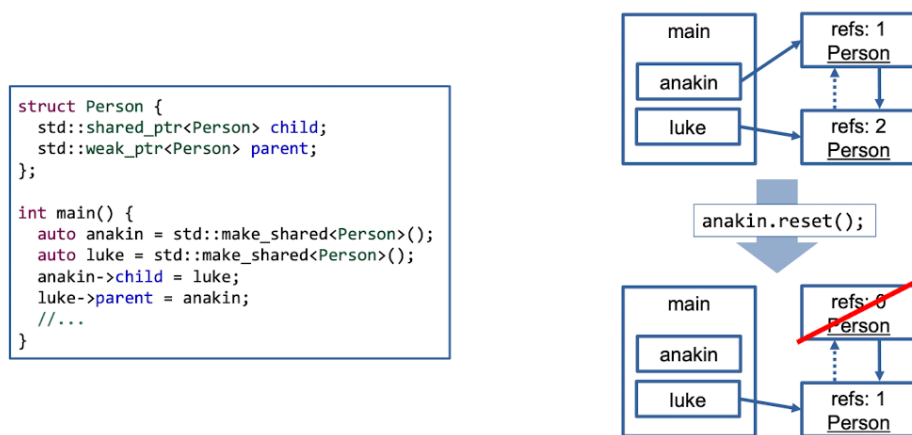 struct Person {
  std::shared_ptr<Person> child;
  std::weak_ptr<Person> parent;
};

int main() {
  auto anakin = std::make_shared<Person>();
  auto luke = std::make_shared<Person>();
  anakin->child = luke;
  luke->parent = anakin;
  //...
}
main
anakin
luke
refs: 1
Person
refs: 2
Person
anakin.reset();
main
anakin
luke
refs: 0
Person
refs: 1
Person